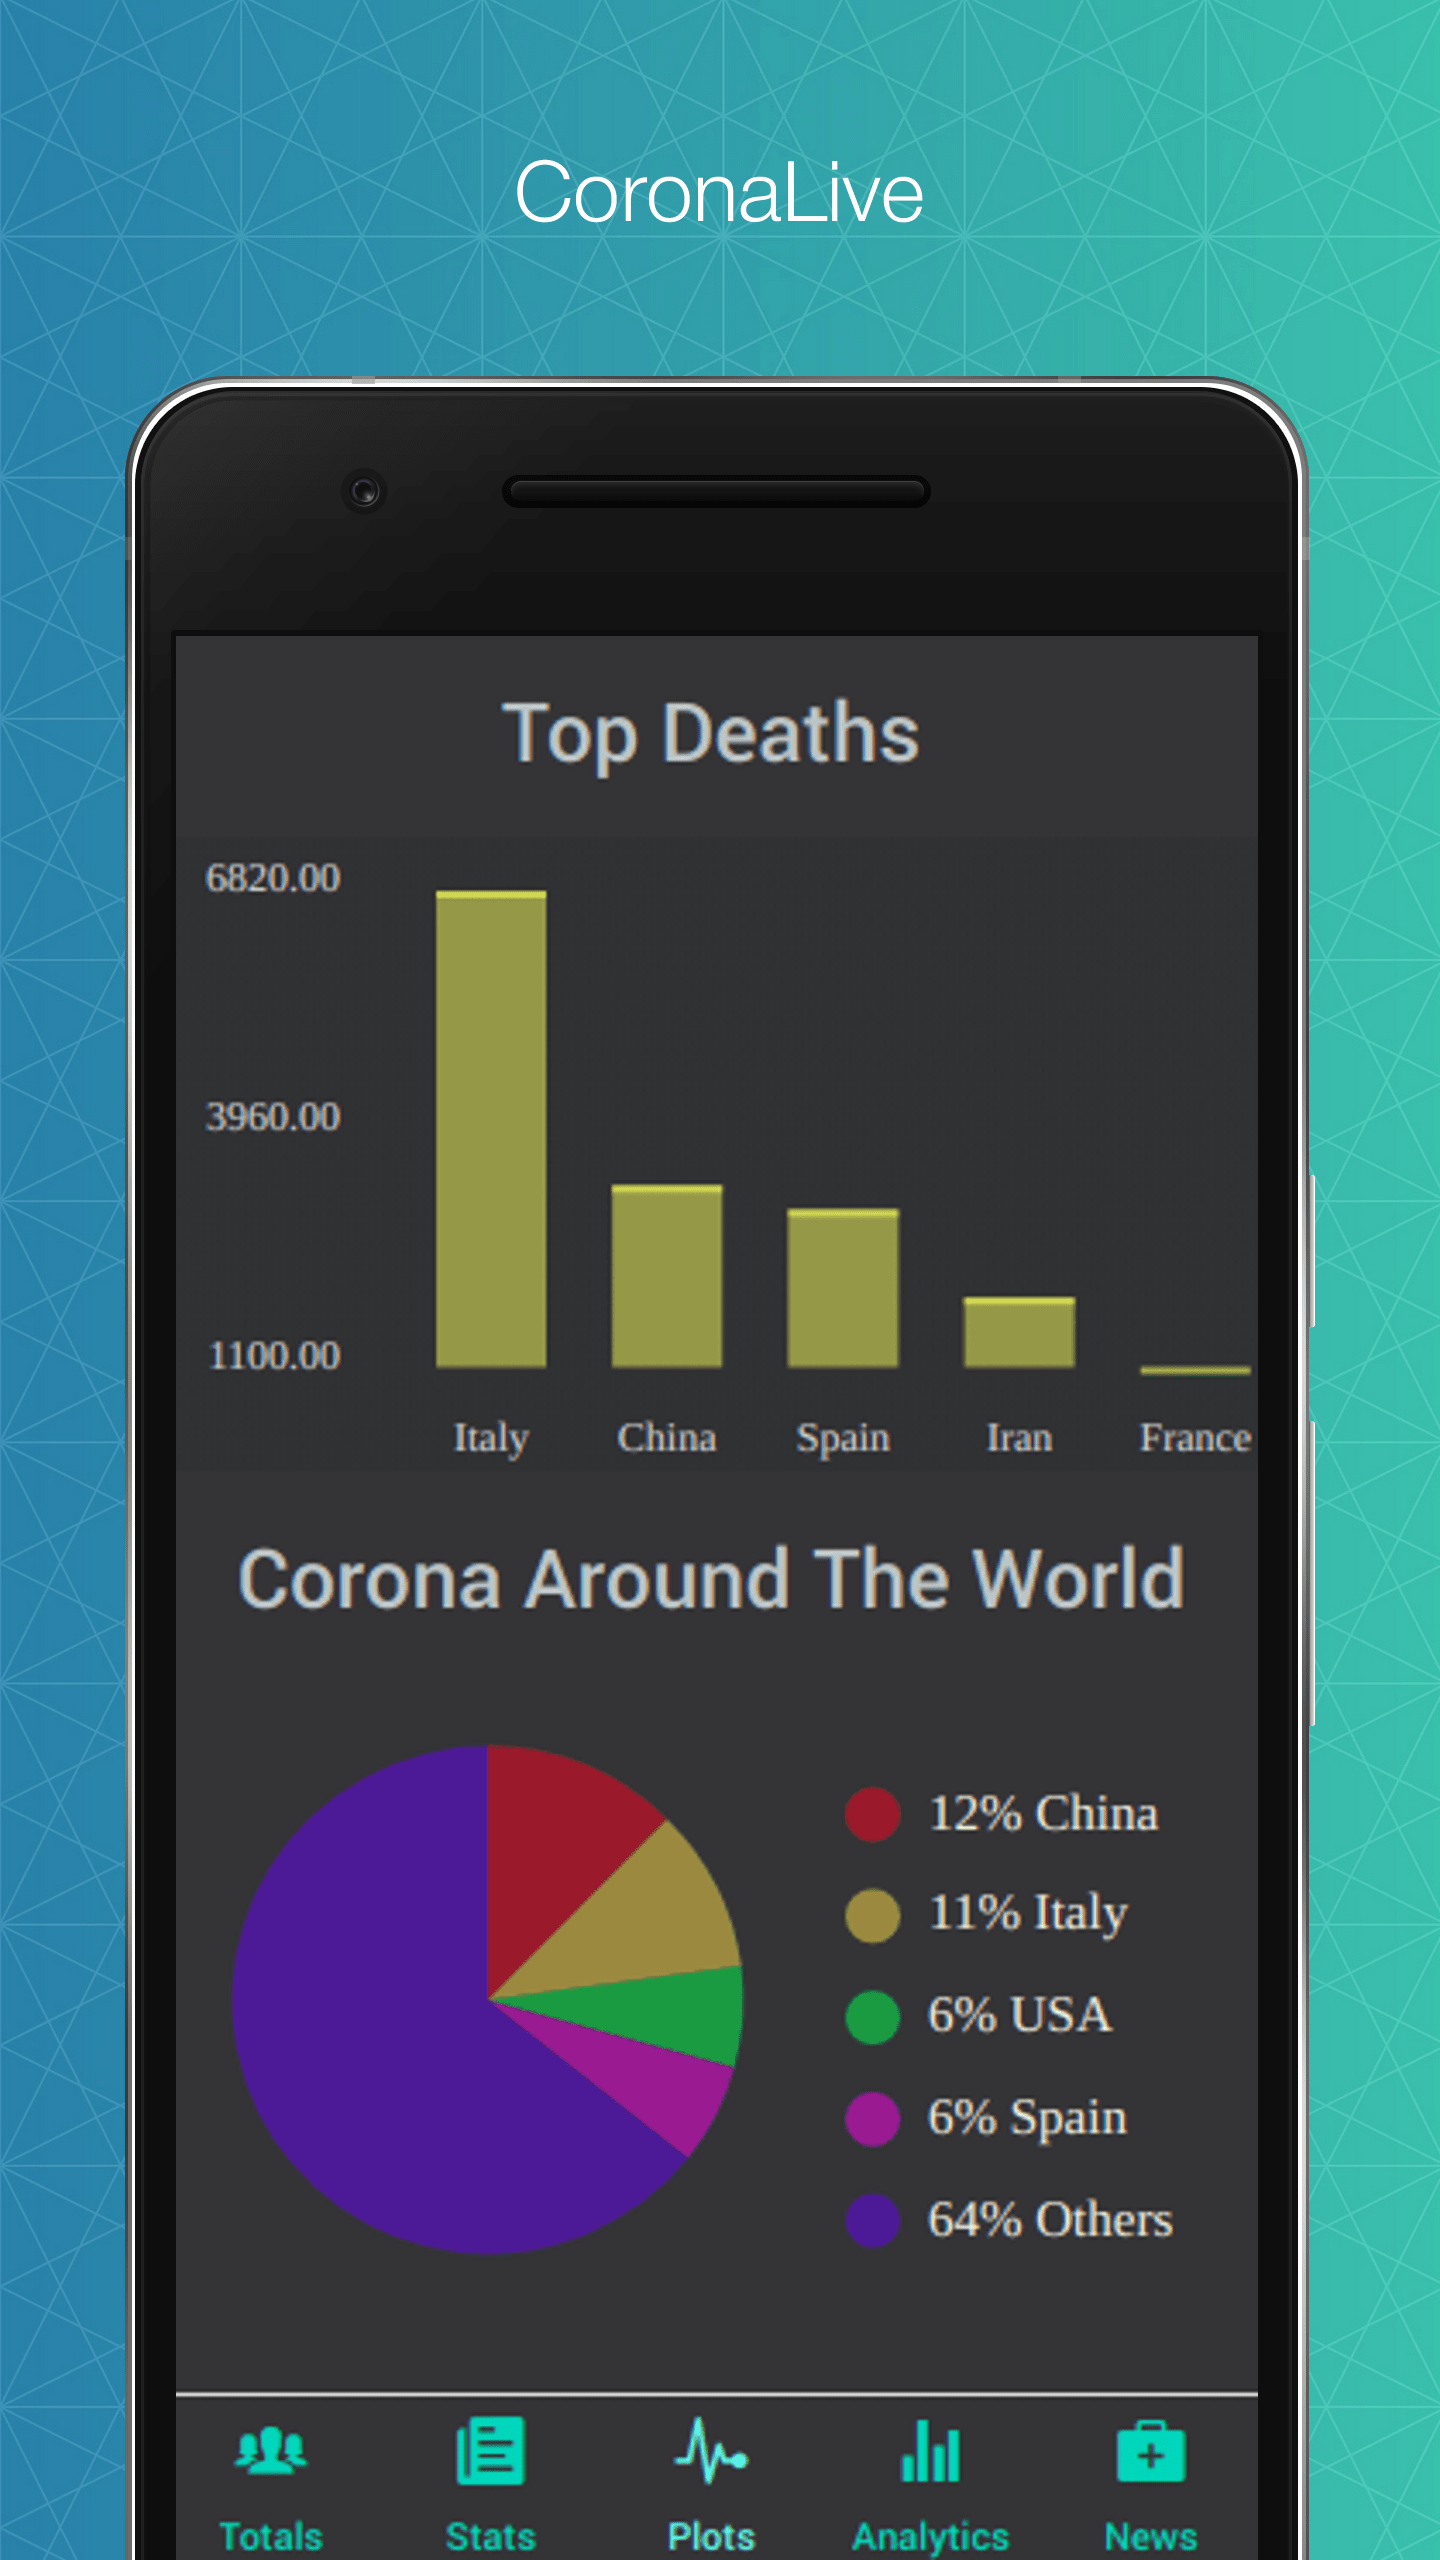 CoronaLive
Top Deaths
6820.00
3960.00
1100.00
Italy China Spain Iran France
Corona Around The World
12% China
11% Italy
6% USA
6% Spain
64% Others
Totals Stats Plots Analytics News